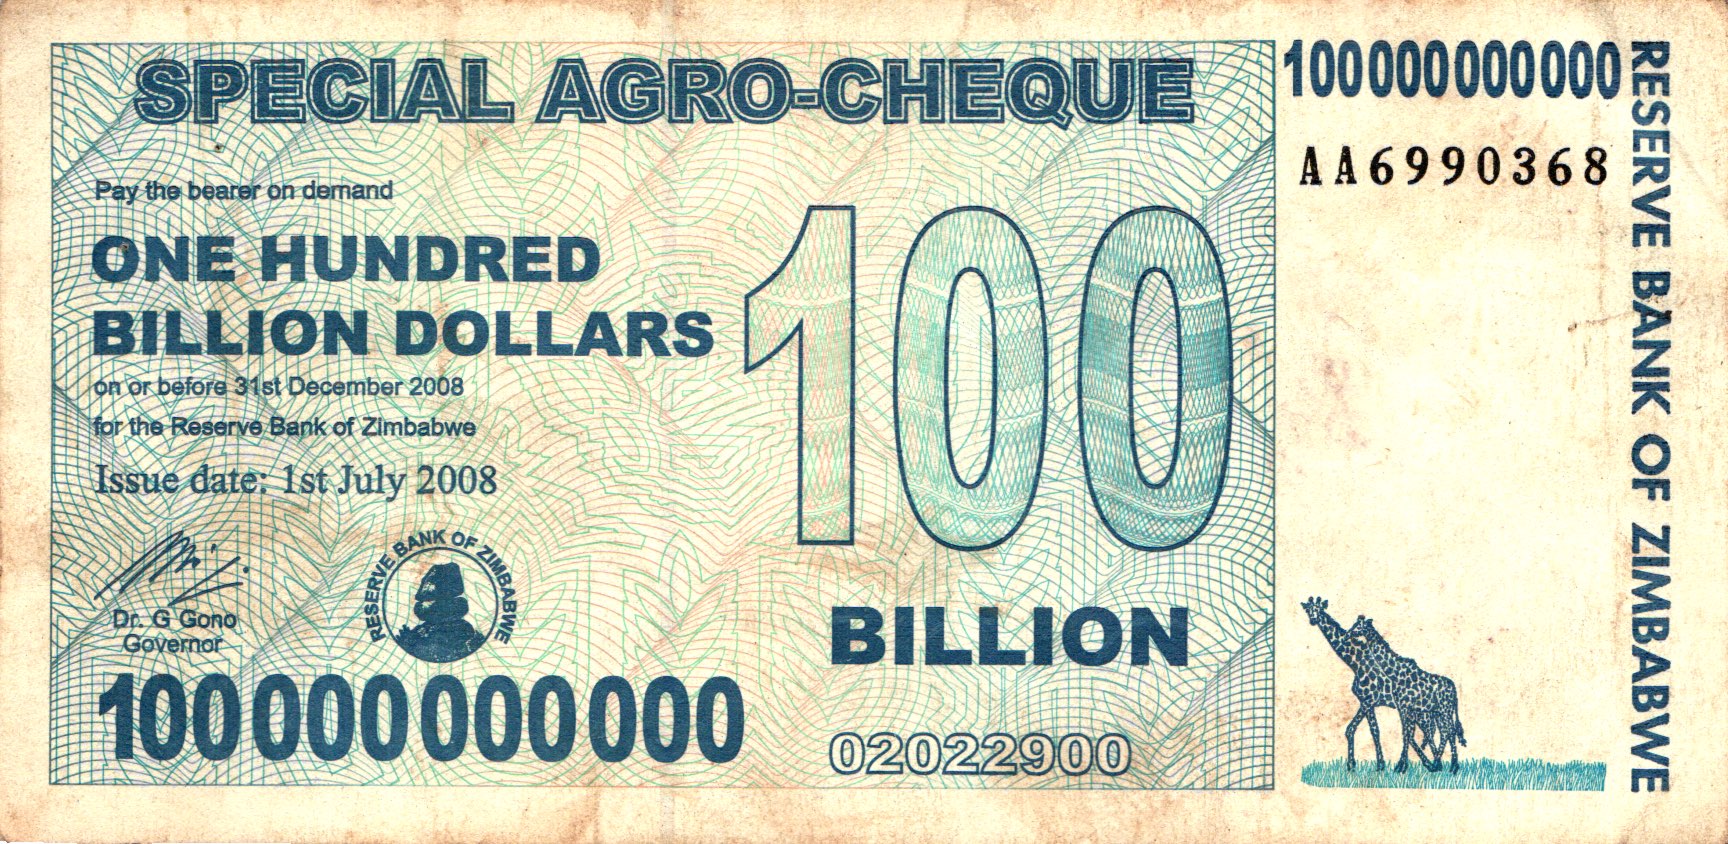 SPECIAL AGRO-CHEQUE
100000000000
AA6990368
Pay the bearer on demand
ONE HUNDRED
BILLION DOLLARS
on or before 31st December 2008
for the Reserve Bank of Zimbabwe
Issue date: 1st July 2008
100
BILLION
Dr. G Gono
Governor
RESERVE BANK OF ZIMBABWE
100000000000
02022900
RESERVE BANK OF ZIMBABWE